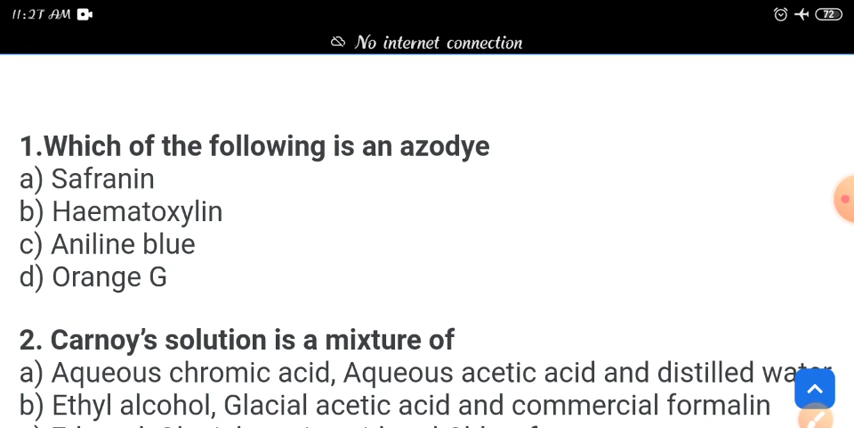 11:27 AM 72
No internet connection
1.Which of the following is an azodye
a) Safranin
b) Haematoxylin
c) Aniline blue
d) Orange G
2. Carnoy’s solution is a mixture of
a) Aqueous chromic acid, Aqueous acetic acid and distilled water
b) Ethyl alcohol, Glacial acetic acid and commercial formalin